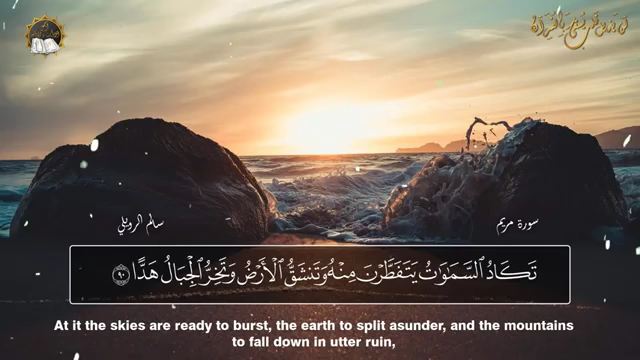 سالم الرويلي
سورة مريم
تَكَادُ ٱلسَّمَٰوَٰتُ يَتَفَطَّرْنَ مِنْهُ وَتَنشَقُّ ٱلْأَرْضُ وَتَخِرُّ ٱلْجِبَالُ هَدًّا ٩٠
At it the skies are ready to burst, the earth to split asunder, and the mountains
to fall down in utter ruin,